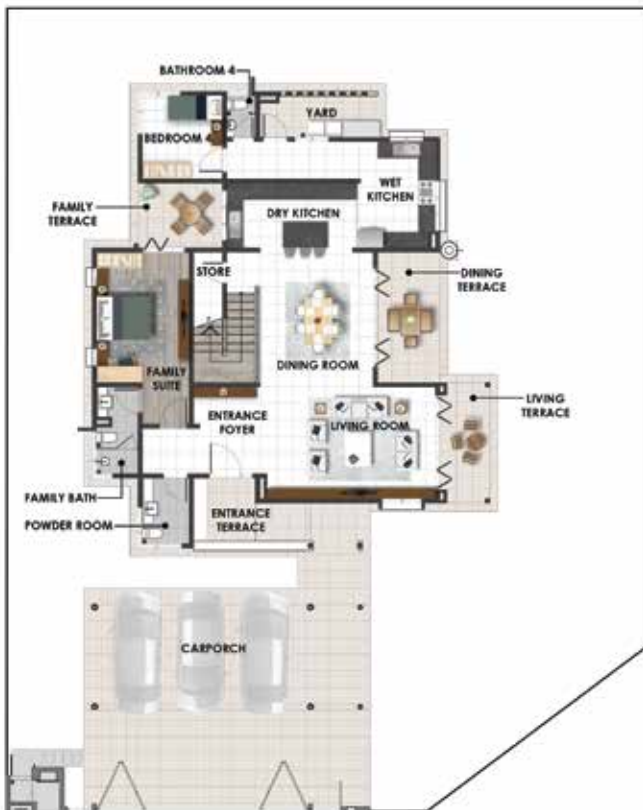 BATHROOM 4
YARD
BEDROOM 4
WET
KITCHEN
FAMILY
TERRACE
DRY KITCHEN
STORE
DINING
TERRACE
DINING ROOM
FAMILY
SUITE
ENTRANCE
FOYER
LIVING ROOM
LIVING
TERRACE
FAMILY BATH
POWDER ROOM
ENTRANCE
TERRACE
CARPORCH